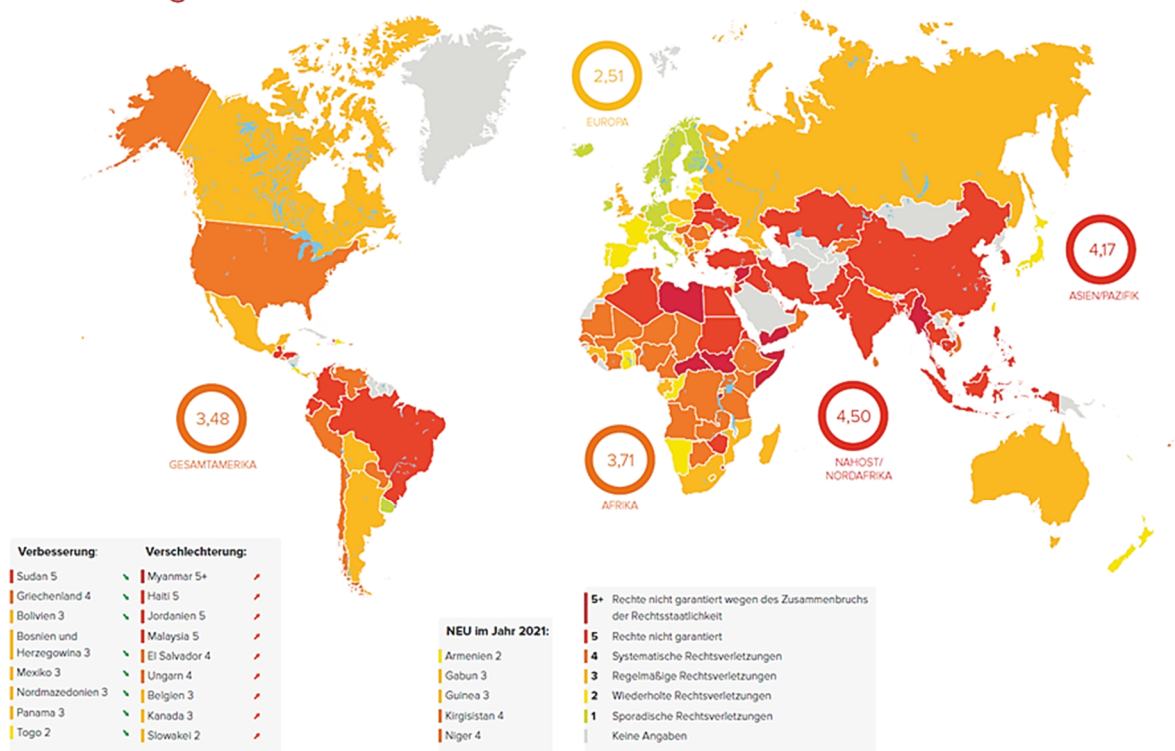 2,51
EUROPA
4,17
ASIEN/PAZIFIK
3,48
GESAMTAMERIKA
4,50
NAHOST/
NORDAFRIKA
3,71
AFRIKA
Verbesserung:
Sudan 5
Griechenland 4
Bolivien 3
Bosnien und
Herzegowina 3
Mexiko 3
Nordmazedonien 3
Panama 3
Togo 2
Verschlechterung:
Myanmar 5+
Haiti 5
Jordanien 5
Malaysia 5
El Salvador 4
Ungarn 4
Belgien 3
Kanada 3
Slowakei 2
NEU im Jahr 2021:
Armenien 2
Gabun 3
Guinea 3
Kirgisistan 4
Niger 4
5+ Rechte nicht garantiert wegen des Zusammenbruchs
der Rechtsstaatlichkeit
5 Rechte nicht garantiert
4 Systematische Rechtsverletzungen
3 Regelmäßige Rechtsverletzungen
2 Wiederholte Rechtsverletzungen
1 Sporadische Rechtsverletzungen
Keine Angaben